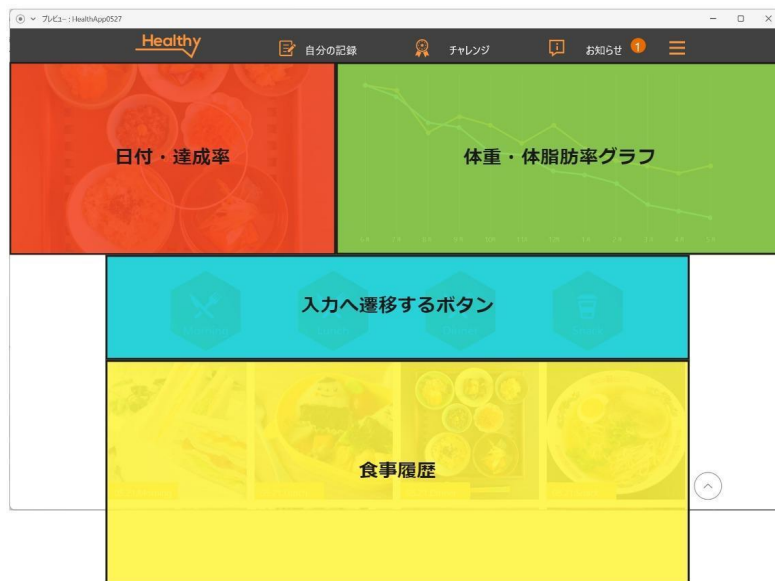 プレビュー : HealthApp0527
Healthy
自分の記録
チャレンジ
お知らせ
1
日付・達成率
体重・体脂肪率グラフ
入力へ遷移するボタン
食事履歴